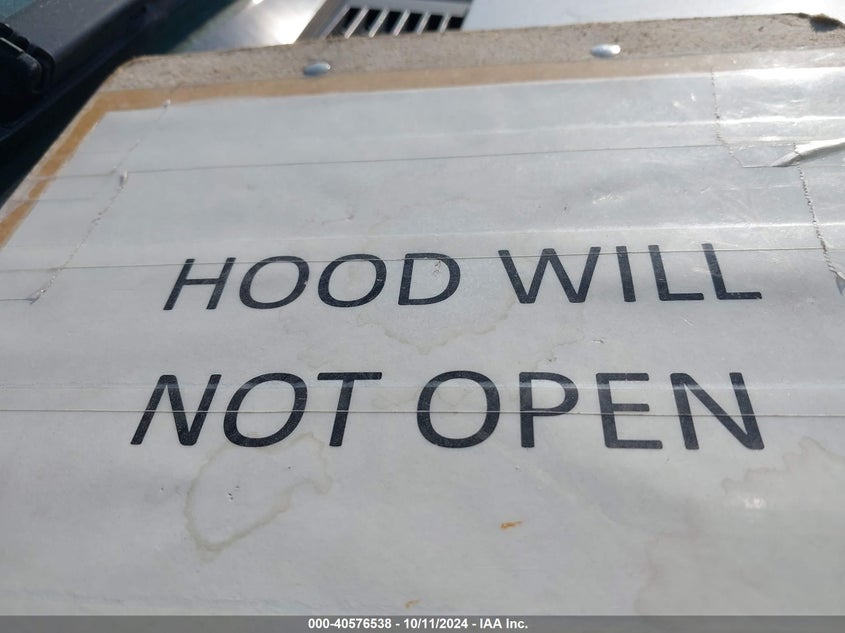 HOOD WILL
NOT OPEN
000-40576538 - 10/11/2024 - IAA Inc.